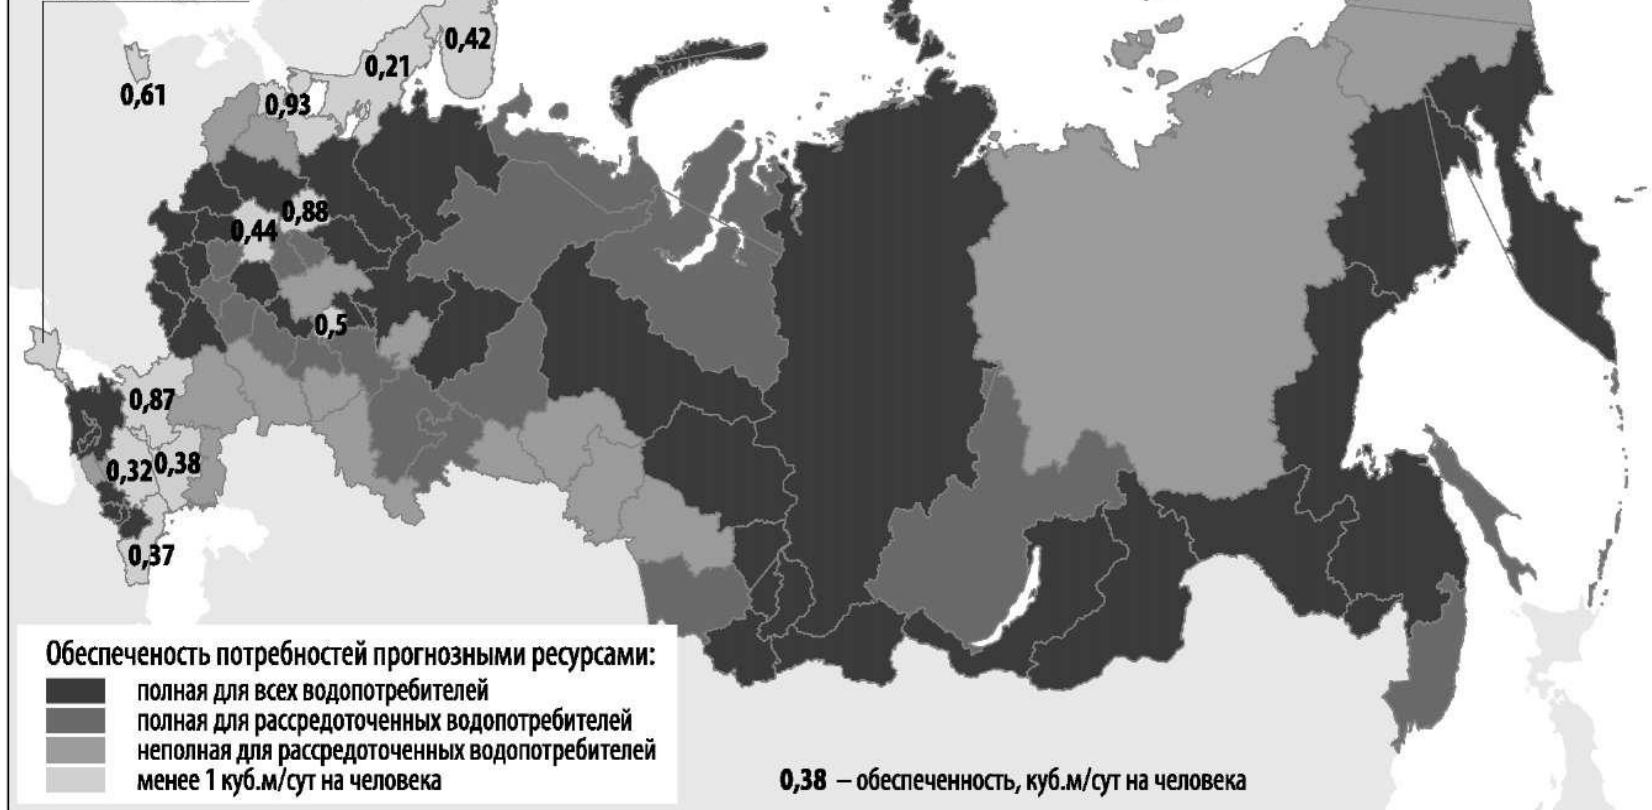 0,42
0,21
0,61
0,93
0,88
0,44
0,5
0,87
0,32
0,38
0,37
Обеспеченость потребностей прогнозными ресурсами:
полная для всех водопотребителей
полная для рассредоточенных водопотребителей
неполная для рассредоточенных водопотребителей
менее 1 куб.м/сут на человека
0,38 – обеспеченность, куб.м/сут на человека